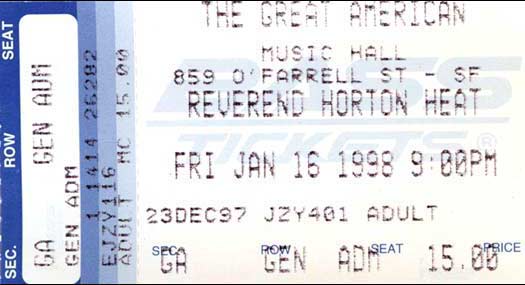 THE GREAT AMERICAN
MUSIC HALL
859 O'FARRELL ST - SF
REVEREND HORTON HEAT
FRI JAN 16 1998 9:00PM
23DEC97 JZY401 ADULT
SEC. ROW SEAT PRICE
GA GEN ADM 15.00
BASS
TICKETS®
SEC. ROW SEAT
GA GEN ADM
GEN ADM
1 1414 26282
EJZY116
ADULT MC 15.00